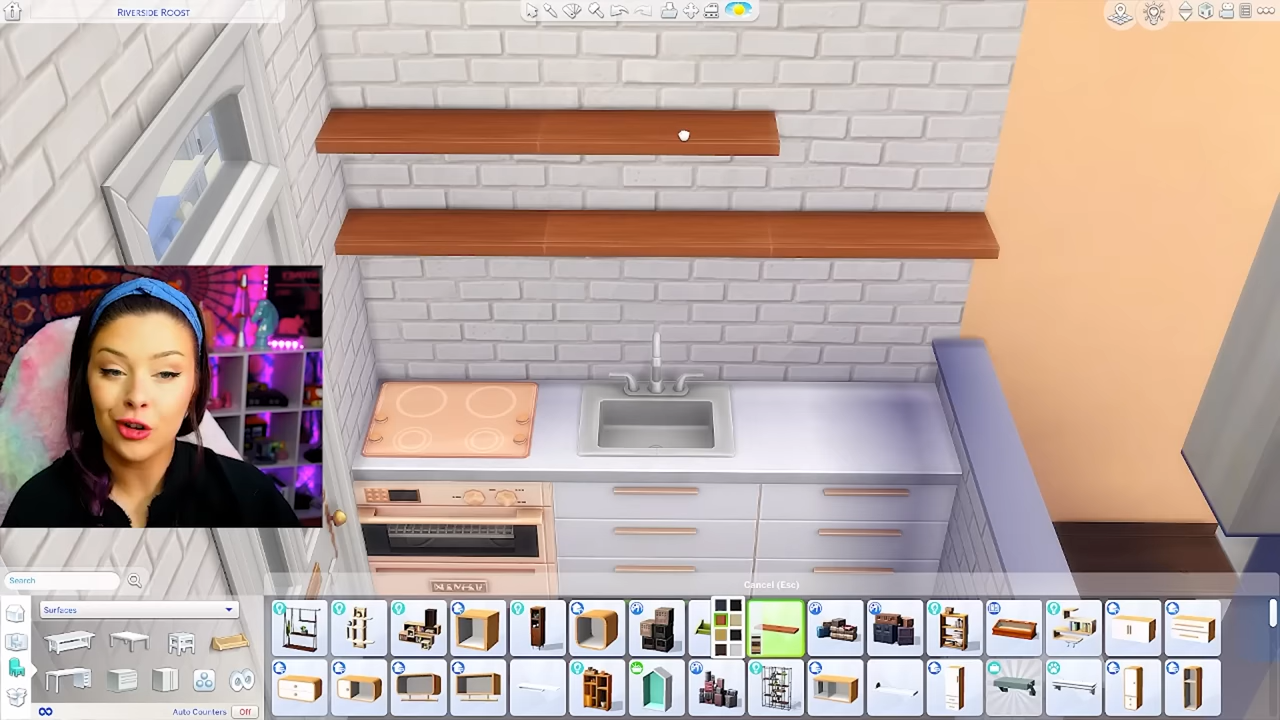 RIVERSIDE ROOST
Cancel (Esc)
Search
Surfaces
Auto Counters
Off